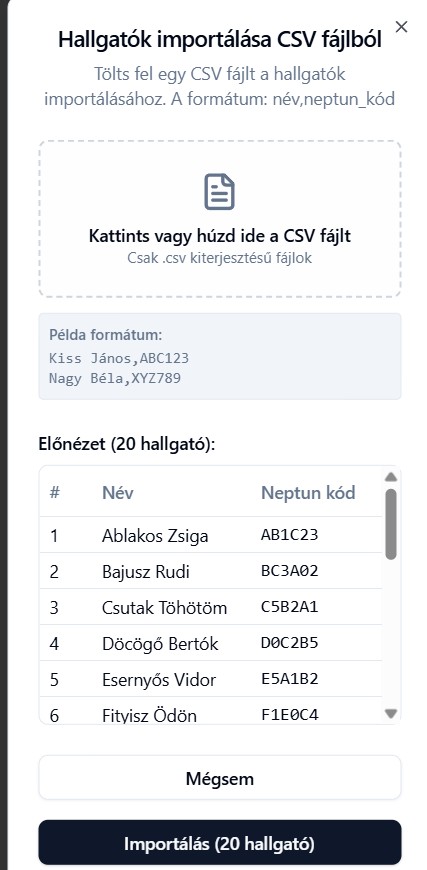 Hallgatók importálása CSV fájlból
Tölts fel egy CSV fájlt a hallgatók
importálásához. A formátum: név,neptun_kód
Kattints vagy húzd ide a CSV fájlt
Csak .csv kiterjesztésű fájlok
Példa formátum:
Kiss János,ABC123
Nagy Béla,XYZ789
Előnézet (20 hallgató):
# Név Neptun kód
1 Ablakos Zsiga AB1C23
2 Bajusz Rudi BC3A02
3 Csutak Töhötöm C5B2A1
4 Döcögő Bertók D0C2B5
5 Esernyős Vidor E5A1B2
6 Fityisz Ödön F1E0C4
Mégsem
Importálás (20 hallgató)